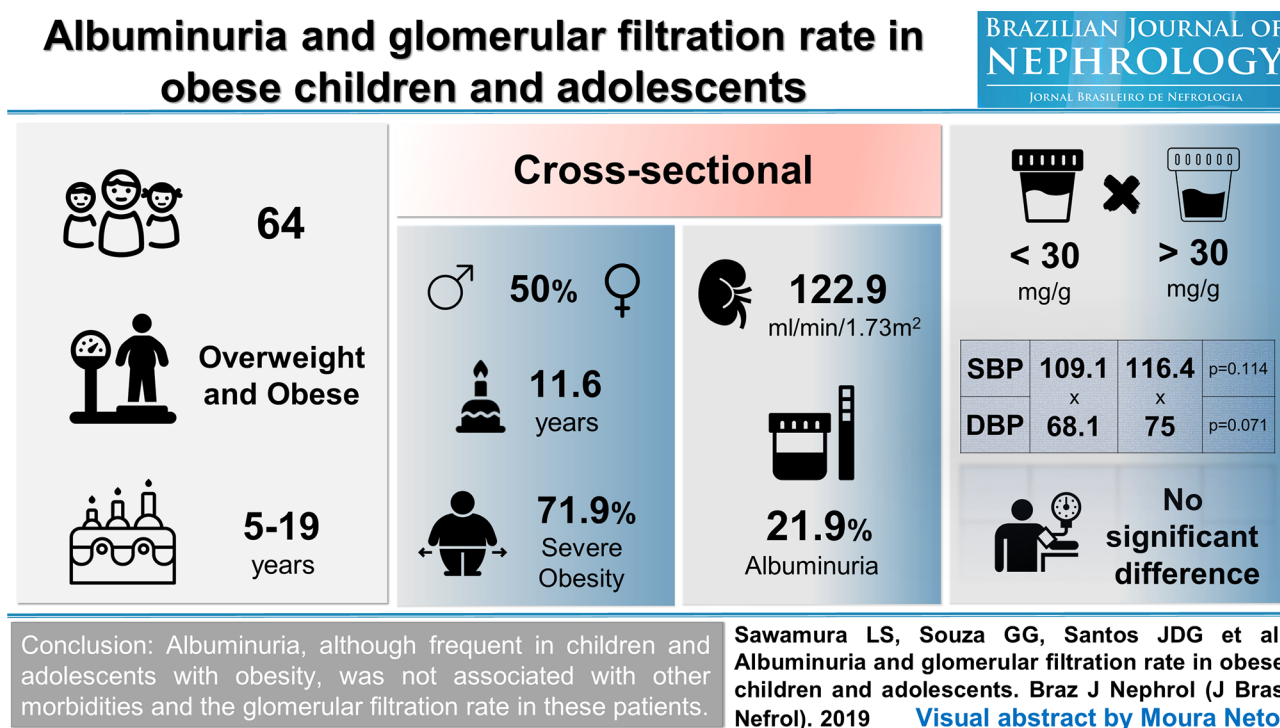 Albuminuria and glomerular filtration rate in
obese children and adolescents
BRAZILIAN JOURNAL OF
NEPHROLOGY
JORNAL BRASILEIRO DE NEFROLOGIA
64
Overweight
and Obese
5-19
years
Cross-sectional
50%
11.6
years
71.9%
Severe
Obesity
122.9
ml/min/1.73m²
21.9%
Albuminuria
< 30
mg/g
> 30
mg/g
SBP 109.1 116.4 p=0.114
x x
DBP 68.1 75 p=0.071
No
significant
difference
Conclusion: Albuminuria, although frequent in children and
adolescents with obesity, was not associated with other
morbidities and the glomerular filtration rate in these patients.
Sawamura LS, Souza GG, Santos JDG et al
Albuminuria and glomerular filtration rate in obese
children and adolescents. Braz J Nephrol (J Bras
Nefrol). 2019 Visual abstract by Moura Neto